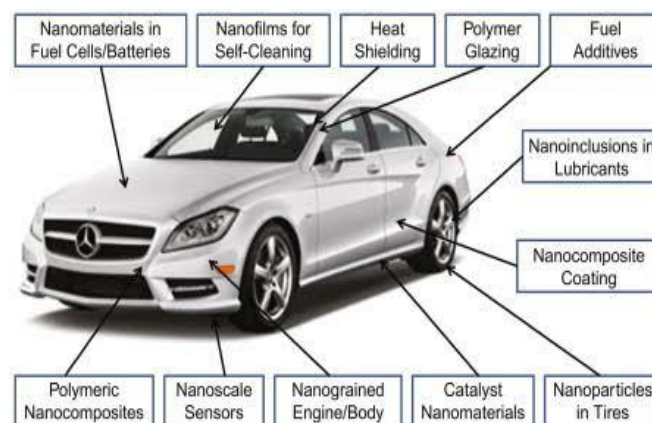 Nanomaterials in
Fuel Cells/Batteries
Nanofilms for
Self-Cleaning
Heat
Shielding
Polymer
Glazing
Fuel
Additives
Nanoinclusions in
Lubricants
Nanocomposite
Coating
Polymeric
Nanocomposites
Nanoscale
Sensors
Nanograined
Engine/Body
Catalyst
Nanomaterials
Nanoparticles
in Tires